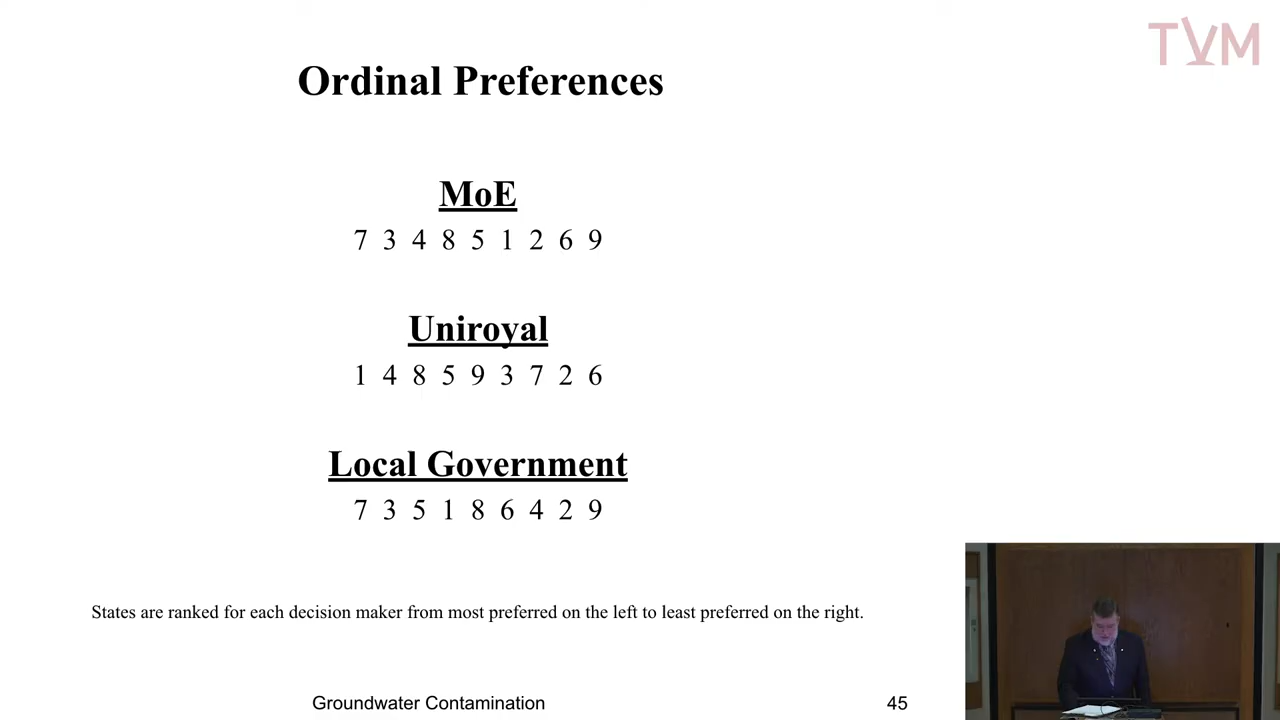 TVM
Ordinal Preferences
MoE
7 3 4 8 5 1 2 6 9
Uniroyal
1 4 8 5 9 3 7 2 6
Local Government
7 3 5 1 8 6 4 2 9
States are ranked for each decision maker from most preferred on the left to least preferred on the right.
Groundwater Contamination 45